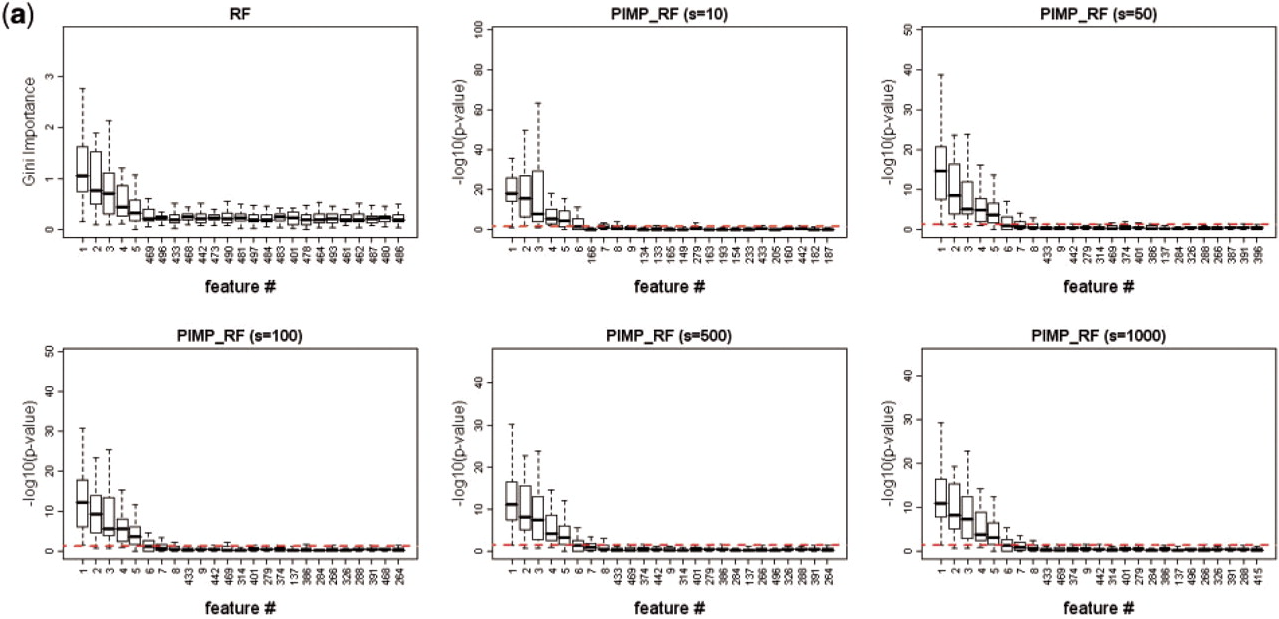 (a)
RF
Gini Importance
3
2
1
0
1 2 3 4 5 469 496 433 468 442 473 490 481 497 484 485 401 478 464 493 461 462 487 480 486
feature #
PIMP_RF (s=10)
-log10(p-value)
100
80
60
40
20
0
1 2 3 4 5 6 166 7 8 9 134 133 165 149 279 163 193 154 233 433 205 160 442 182 187
feature #
PIMP_RF (s=50)
-log10(p-value)
50
40
30
20
10
0
1 2 3 4 5 6 7 8 433 9 442 279 314 469 374 401 386 137 284 326 288 266 387 391 396
feature #
PIMP_RF (s=100)
-log10(p-value)
50
40
30
20
10
0
1 2 3 4 5 6 7 8 433 9 442 469 314 401 279 374 137 386 284 266 326 288 391 468 264
feature #
PIMP_RF (s=500)
-log10(p-value)
40
30
20
10
0
1 2 3 4 5 6 7 8 433 469 374 442 9 314 401 279 386 284 137 266 496 326 288 391 264
feature #
PIMP_RF (s=1000)
-log10(p-value)
40
30
20
10
0
1 2 3 4 5 6 7 8 433 469 374 9 442 314 401 279 284 386 137 496 266 326 391 288 415
feature #